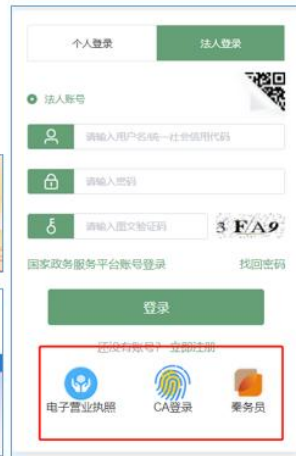 个人登录 法人登录
法人账号
请输入用户名/统一社会信用代码
请输入密码
请输入图文验证码 3 F A 9
国家政务服务平台账号登录 找回密码
登录
还没有账号？ 立即注册
电子营业执照 CA登录 秦务员